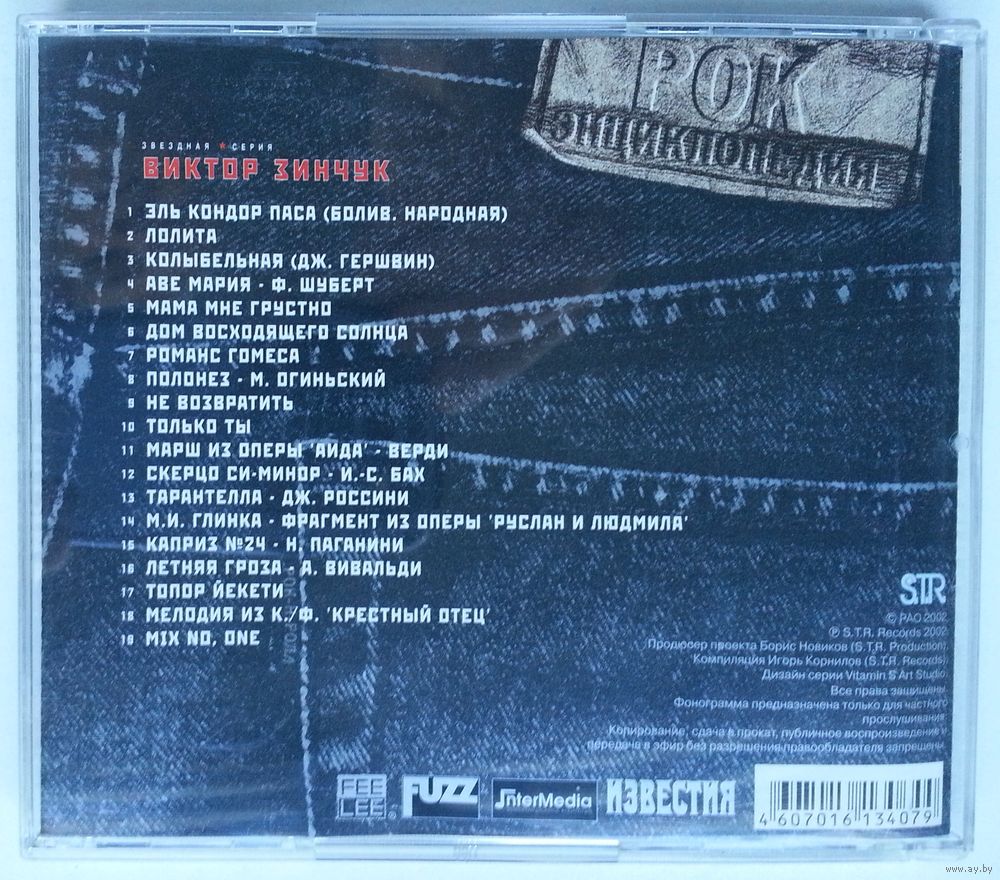 РОК
ЭНЦИКЛОПЕДИЯ
ЗВЕЗДНАЯ ★ СЕРИЯ
ВИКТОР ЗИНЧУК
1 ЭЛЬ КОНДОР ПАСА (БОЛИВ. НАРОДНАЯ)
2 ЛОЛИТА
3 КОЛЫБЕЛЬНАЯ (ДЖ. ГЕРШВИН)
4 АВЕ МАРИЯ - Ф. ШУБЕРТ
5 МАМА МНЕ ГРУСТНО
6 ДОМ ВОСХОДЯЩЕГО СОЛНЦА
7 РОМАНС ГОМЕСА
8 ПОЛОНЕЗ - М. ОГИНЬСКИЙ
9 НЕ ВОЗВРАТИТЬ
10 ТОЛЬКО ТЫ
11 МАРШ ИЗ ОПЕРЫ 'АИДА' - ВЕРДИ
12 СКЕРЦО СИ-МИНОР - И.-С. БАХ
13 ТАРАНТЕЛЛА - ДЖ. РОССИНИ
14 М.И. ГЛИНКА - ФРАГМЕНТ ИЗ ОПЕРЫ 'РУСЛАН И ЛЮДМИЛА'
15 КАПРИЗ №24 - Н. ПАГАНИНИ
16 ЛЕТНЯЯ ГРОЗА - А. ВИВАЛЬДИ
17 ТОПОР ЙЕКЕТИ
18 МЕЛОДИЯ ИЗ К./Ф. 'КРЕСТНЫЙ ОТЕЦ'
19 MIX NO, ONE
S.T.R.
© РАО 2002
℗ S.T.R. Records 2002
Продюсер проекта Борис Новиков (S.T.R. Production)
Компиляция Игорь Корнилов (S.T.R. Records)
Дизайн серии Vitamin S Art Studio
Все права защищены.
Фонограмма предназначена только для частного
прослушивания.
Копирование, сдача в прокат, публичное воспроизведение и
передача в эфир без разрешения правообладателя запрещены.
FEE
LEE ®
FUZZ
InterMedia
ИЗВЕСТИЯ
4 607016 134079
www.ay.by